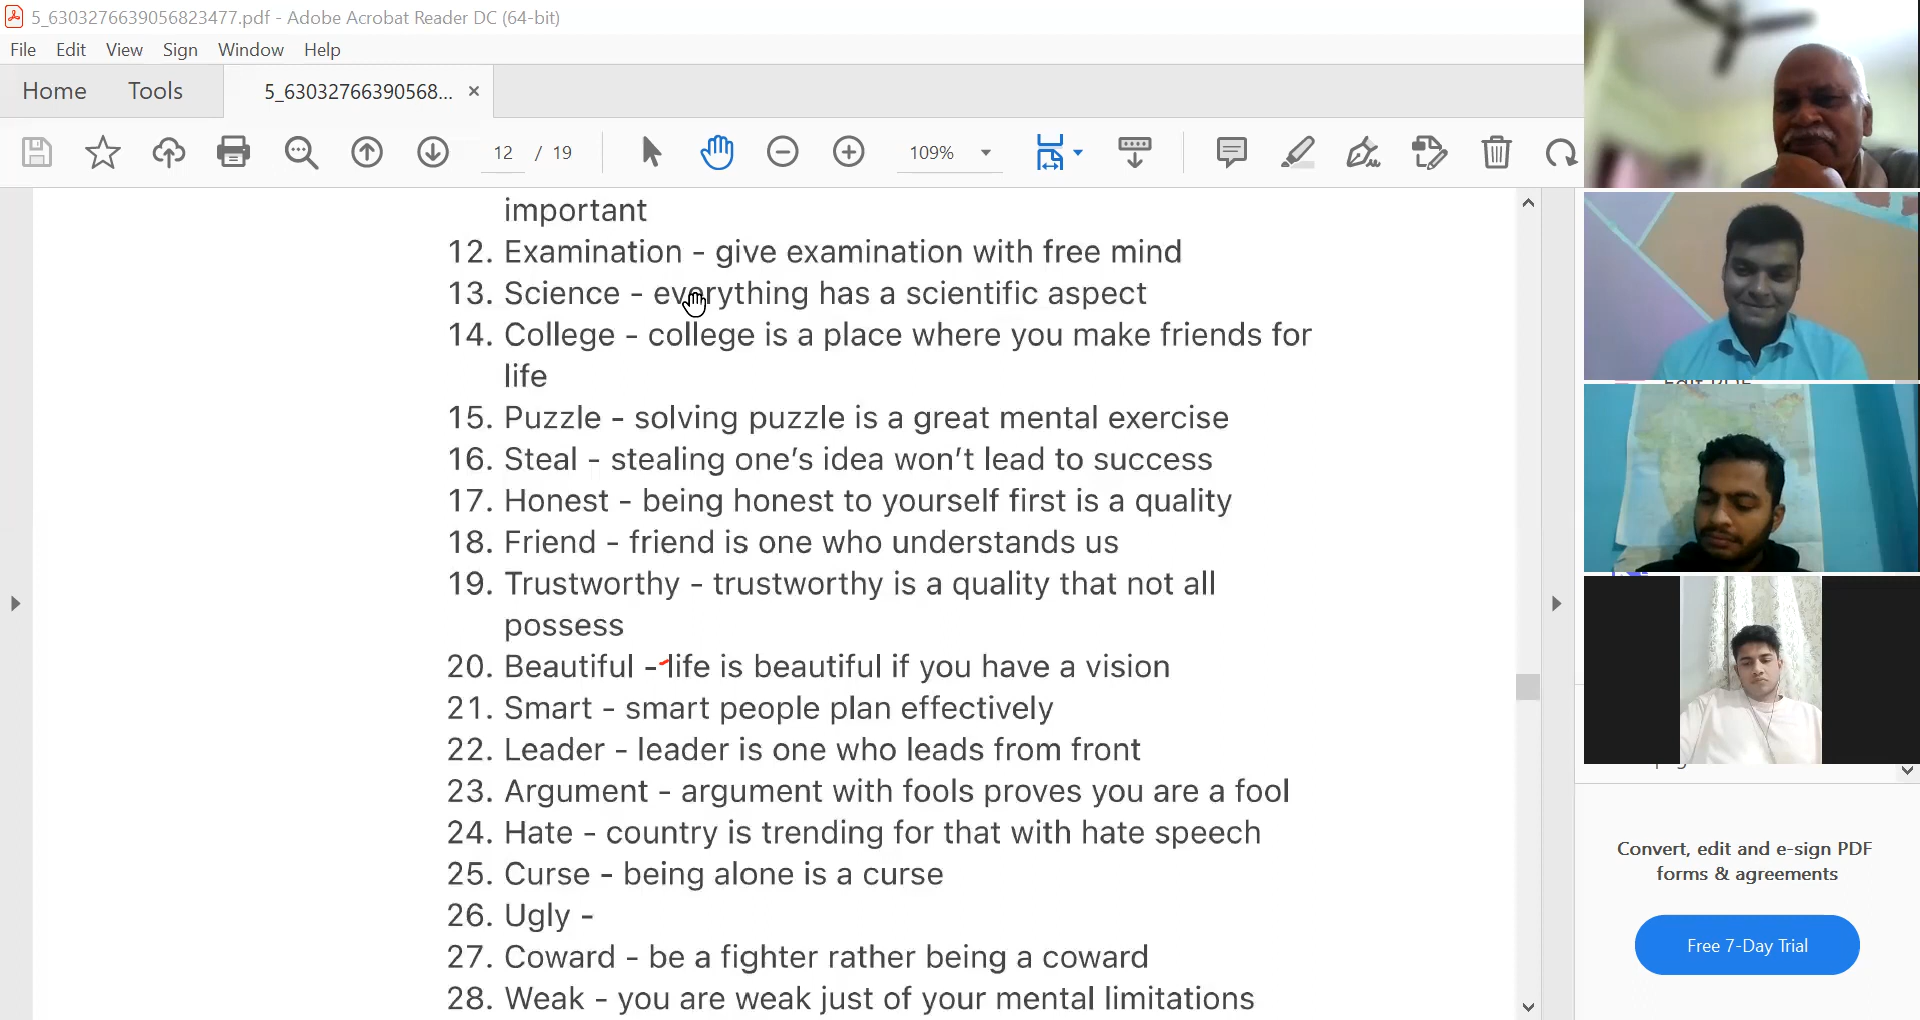 5_6303276639056823477.pdf - Adobe Acrobat Reader DC (64-bit)
File Edit View Sign Window Help
Home Tools 5_63032766390568... ×
12 / 19 109%
important
12. Examination - give examination with free mind
13. Science - everything has a scientific aspect
14. College - college is a place where you make friends for
life
15. Puzzle - solving puzzle is a great mental exercise
16. Steal - stealing one's idea won't lead to success
17. Honest - being honest to yourself first is a quality
18. Friend - friend is one who understands us
19. Trustworthy - trustworthy is a quality that not all
possess
20. Beautiful - life is beautiful if you have a vision
21. Smart - smart people plan effectively
22. Leader - leader is one who leads from front
23. Argument - argument with fools proves you are a fool
24. Hate - country is trending for that with hate speech
25. Curse - being alone is a curse
26. Ugly -
27. Coward - be a fighter rather being a coward
28. Weak - you are weak just of your mental limitations
Convert, edit and e-sign PDF
forms & agreements
Free 7-Day Trial